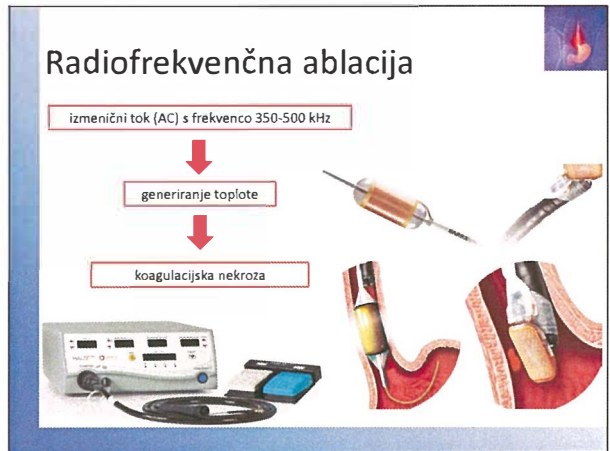 Radiofrekvenčna ablacija
izmenični tok (AC) s frekvenco 350-500 kHz
generiranje toplote
koagulacijska nekroza